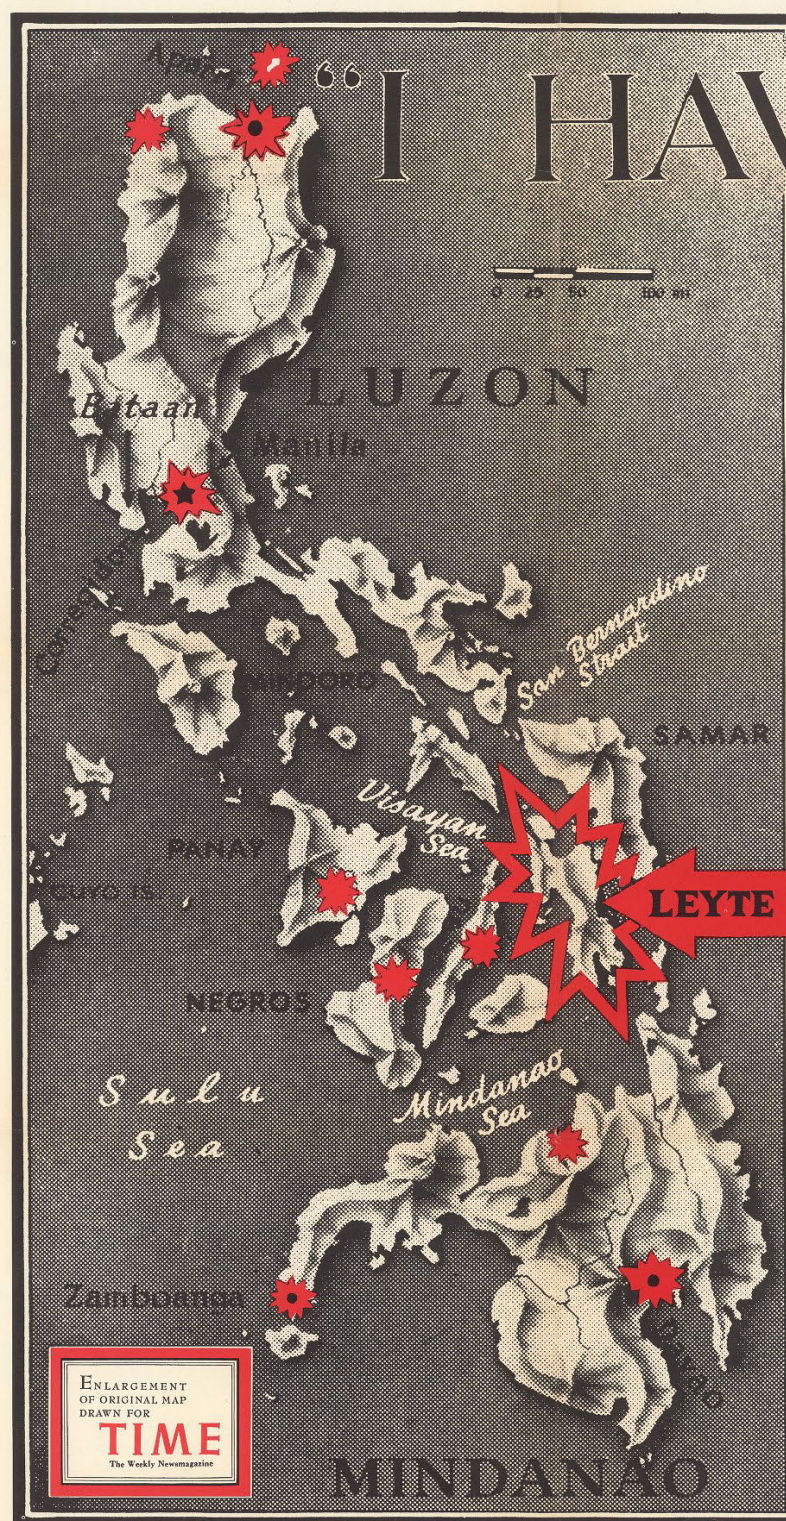 Aparri
“I HAV
0 25 50 100 mi
LUZON
Bataan
Manila
Corregidor
San Bernardino
Strait
MINDORO
SAMAR
Visayan
Sea
PANAY
CUYO IS.
LEYTE
NEGROS
Sulu
Sea
Mindanao
Sea
Zamboanga
Davao
ENLARGEMENT
OF ORIGINAL MAP
DRAWN FOR
TIME
The Weekly Newsmagazine
MINDANAO